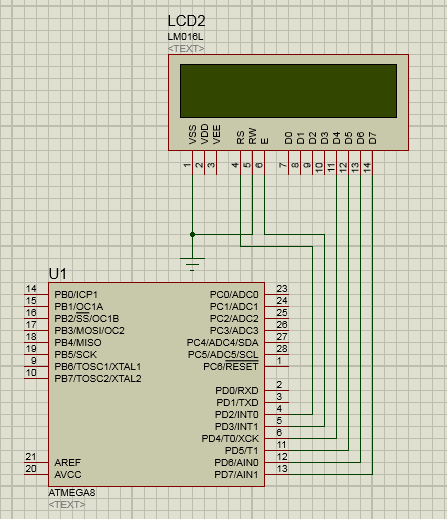 LCD2
LM016L
<TEXT>
VSS VDD VEE RS RW E D0 D1 D2 D3 D4 D5 D6 D7
1 2 3 4 5 6 7 8 9 10 11 12 13 14
U1
14 PB0/ICP1 PC0/ADC0 23
15 PB1/OC1A PC1/ADC1 24
16 PB2/SS/OC1B PC2/ADC2 25
17 PB3/MOSI/OC2 PC3/ADC3 26
18 PB4/MISO PC4/ADC4/SDA 27
19 PB5/SCK PC5/ADC5/SCL 28
9 PB6/TOSC1/XTAL1 PC6/RESET 1
10 PB7/TOSC2/XTAL2
PD0/RXD 2
PD1/TXD 3
PD2/INT0 4
PD3/INT1 5
PD4/T0/XCK 6
PD5/T1 11
21 AREF PD6/AIN0 12
20 AVCC PD7/AIN1 13
ATMEGA8
<TEXT>